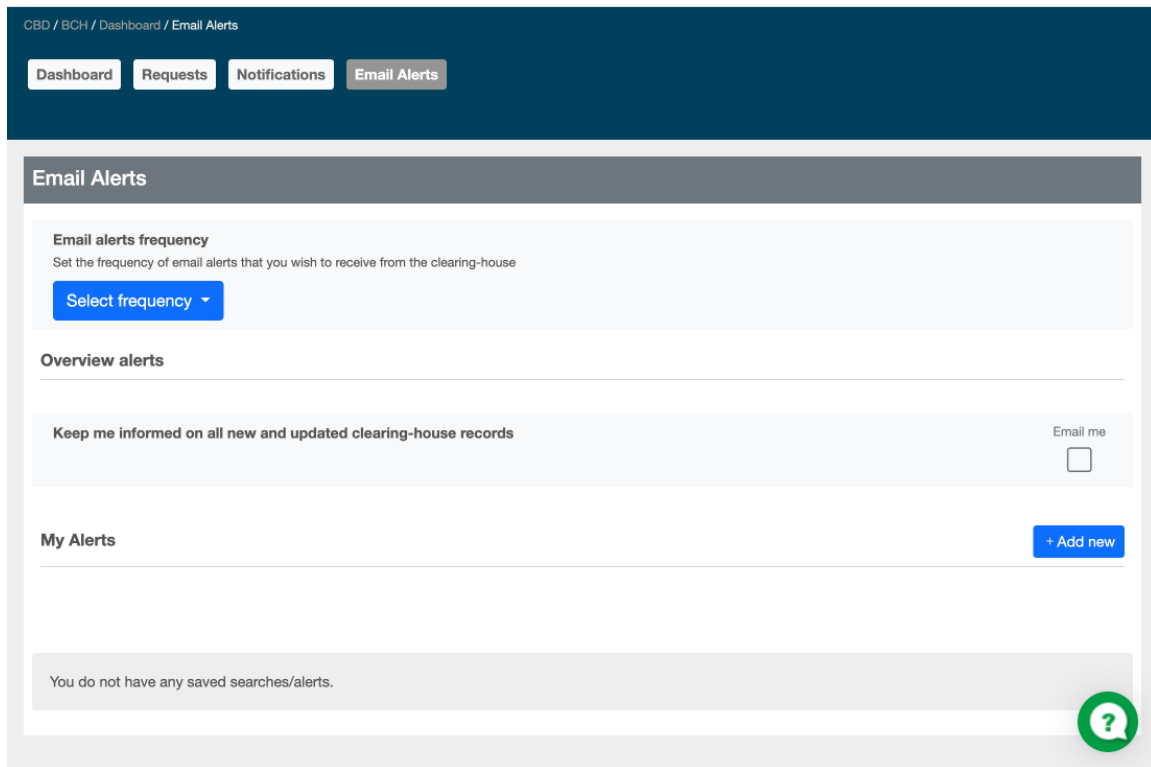 CBD / BCH / Dashboard / Email Alerts
Dashboard Requests Notifications Email Alerts
Email Alerts
Email alerts frequency
Set the frequency of email alerts that you wish to receive from the clearing-house
Select frequency
Overview alerts
Keep me informed on all new and updated clearing-house records
Email me
My Alerts
+ Add new
You do not have any saved searches/alerts.
?